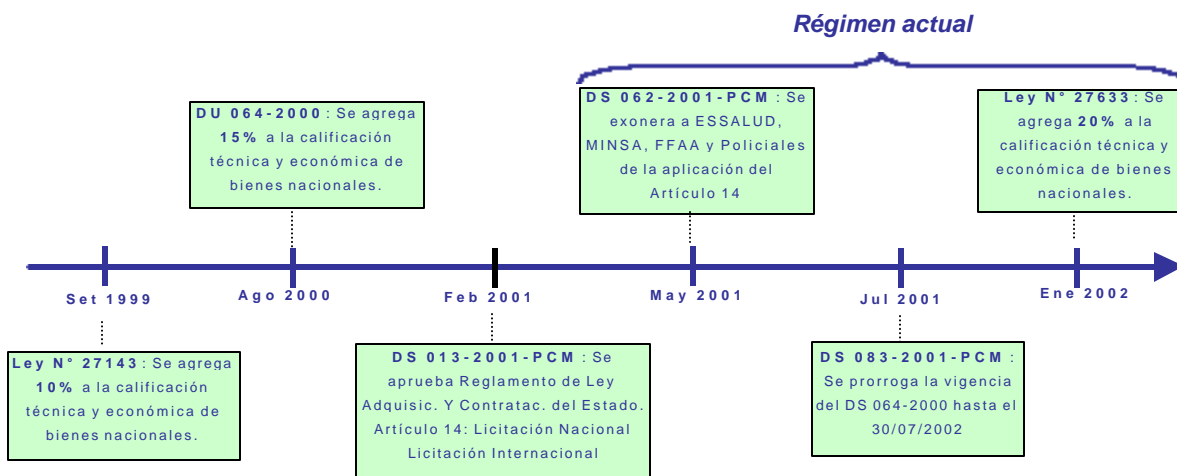 Régimen actual
DU 064-2000 : Se agrega
15% a la calificación
técnica y económica de
bienes nacionales.
DS 062-2001-PCM : Se
exonera a ESSALUD,
MINSA, FFAA y Policiales
de la aplicación del
Artículo 14
Ley N° 27633: Se
agrega 20% a la
calificación técnica y
económica de bienes
nacionales.
Set 1999
Ago 2000
Feb 2001
May 2001
Jul 2001
Ene 2002
Ley N° 27143: Se agrega
10% a la calificación
técnica y económica de
bienes nacionales.
DS 013-2001-PCM : Se
aprueba Reglamento de Ley
Adquisic. Y Contratac. del Estado.
Artículo 14: Licitación Nacional
Licitación Internacional
DS 083-2001-PCM :
Se prorroga la vigencia
del DS 064-2000 hasta el
30/07/2002